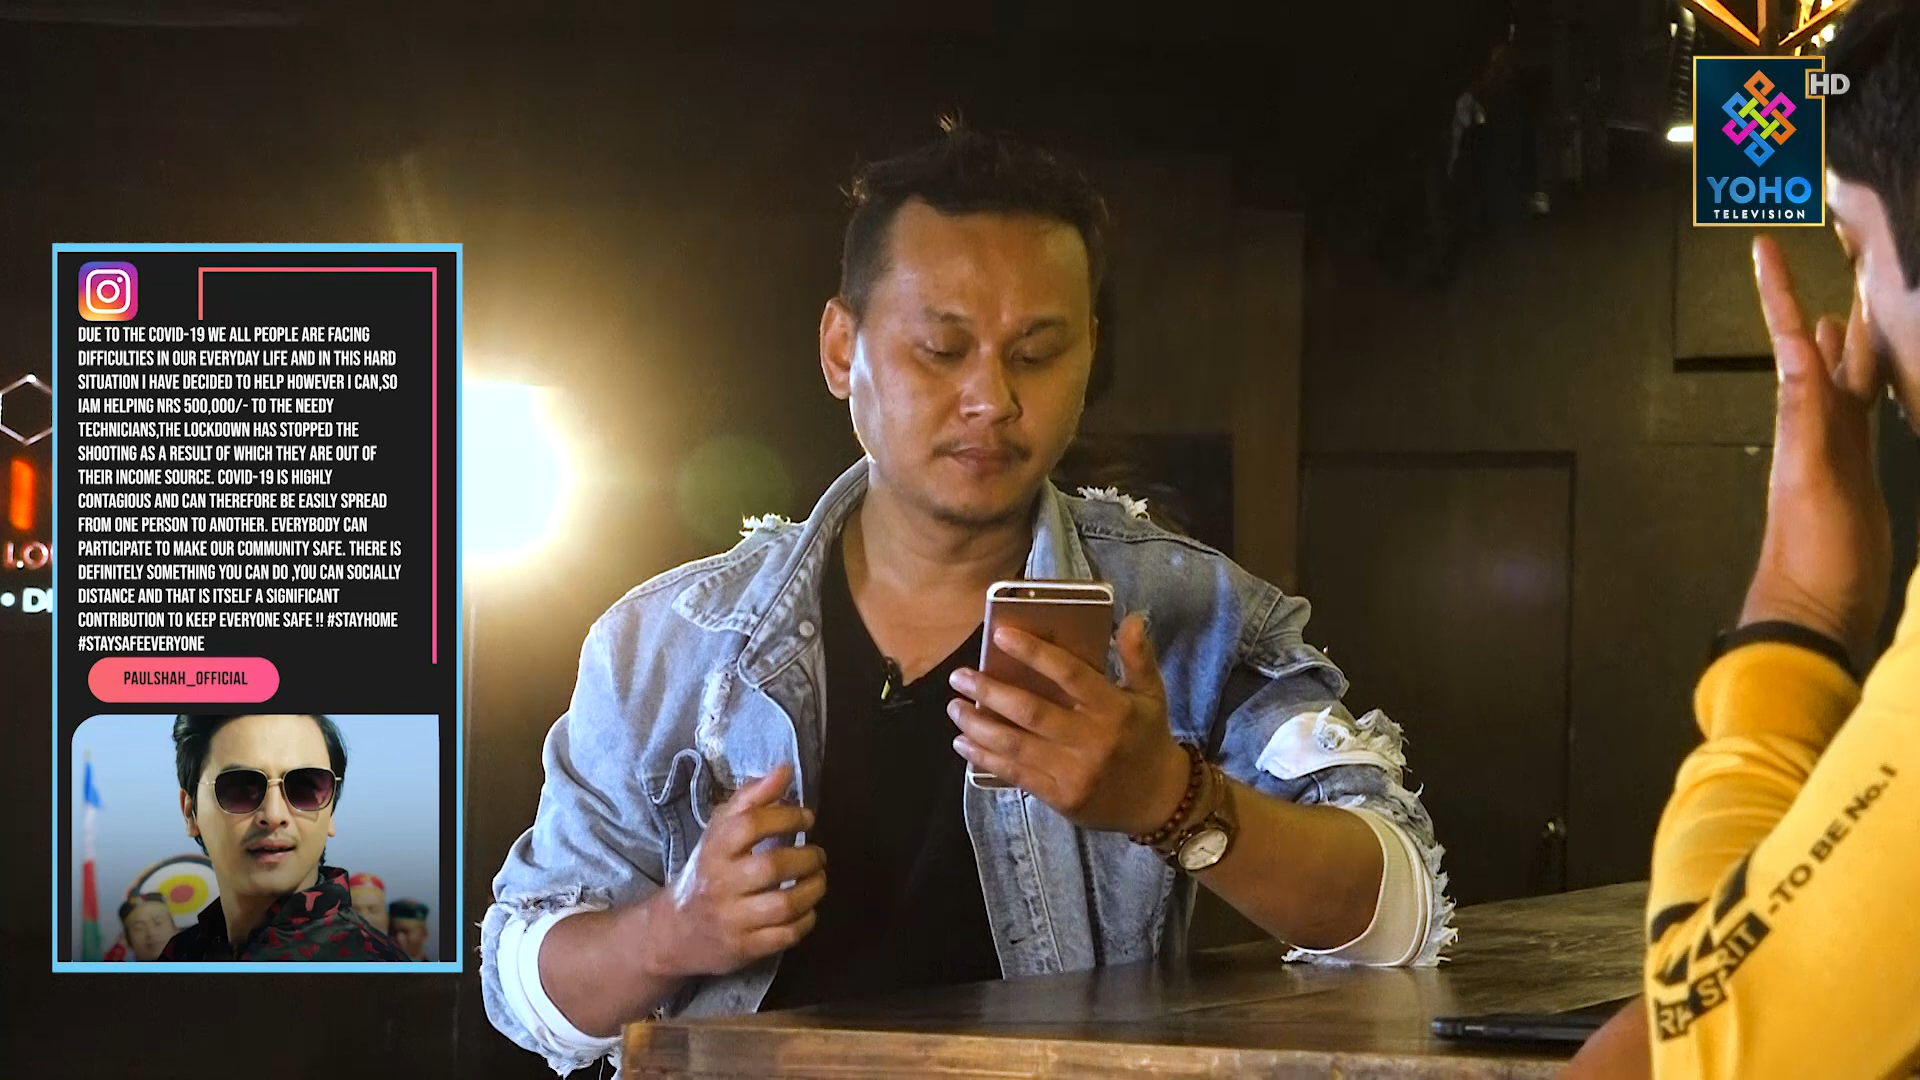 HD
YOHO
TELEVISION
DUE TO THE COVID-19 WE ALL PEOPLE ARE FACING
DIFFICULTIES IN OUR EVERYDAY LIFE AND IN THIS HARD
SITUATION I HAVE DECIDED TO HELP HOWEVER I CAN,SO
IAM HELPING NRS 500,000/- TO THE NEEDY
TECHNICIANS,THE LOCKDOWN HAS STOPPED THE
SHOOTING AS A RESULT OF WHICH THEY ARE OUT OF
THEIR INCOME SOURCE. COVID-19 IS HIGHLY
CONTAGIOUS AND CAN THEREFORE BE EASILY SPREAD
FROM ONE PERSON TO ANOTHER. EVERYBODY CAN
PARTICIPATE TO MAKE OUR COMMUNITY SAFE. THERE IS
DEFINITELY SOMETHING YOU CAN DO ,YOU CAN SOCIALLY
DISTANCE AND THAT IS ITSELF A SIGNIFICANT
CONTRIBUTION TO KEEP EVERYONE SAFE !! #STAYHOME
#STAYSAFEEVERYONE
PAULSHAH_OFFICIAL
-TO BE No.1